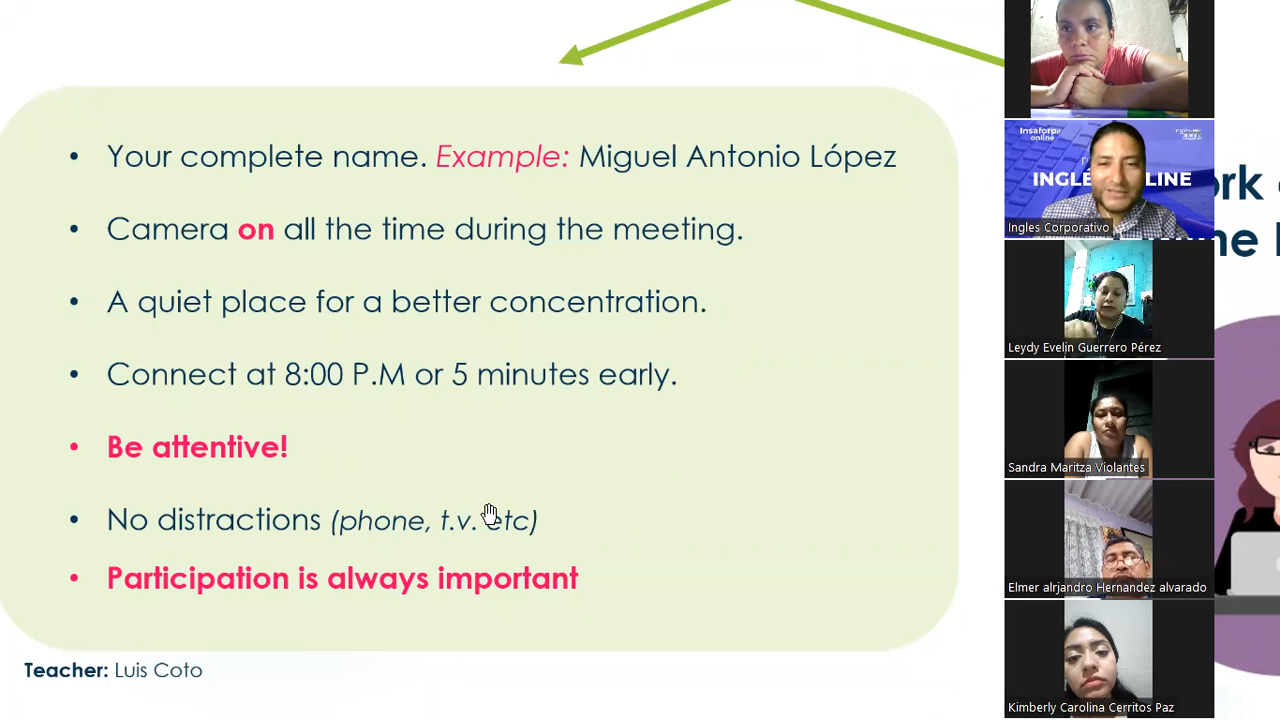 • Your complete name. Example: Miguel Antonio López
• Camera on all the time during the meeting.
• A quiet place for a better concentration.
• Connect at 8:00 P.M or 5 minutes early.
• Be attentive!
• No distractions (phone, t.v. etc)
• Participation is always important
Teacher: Luis Coto
Insaforp
online
INGLÉ LINE
Ingles Corporativo
Leydy Evelin Guerrero Pérez
Sandra Maritza Violantes
Elmer alrjandro Hernandez alvarado
Kimberly Carolina Cerritos Paz